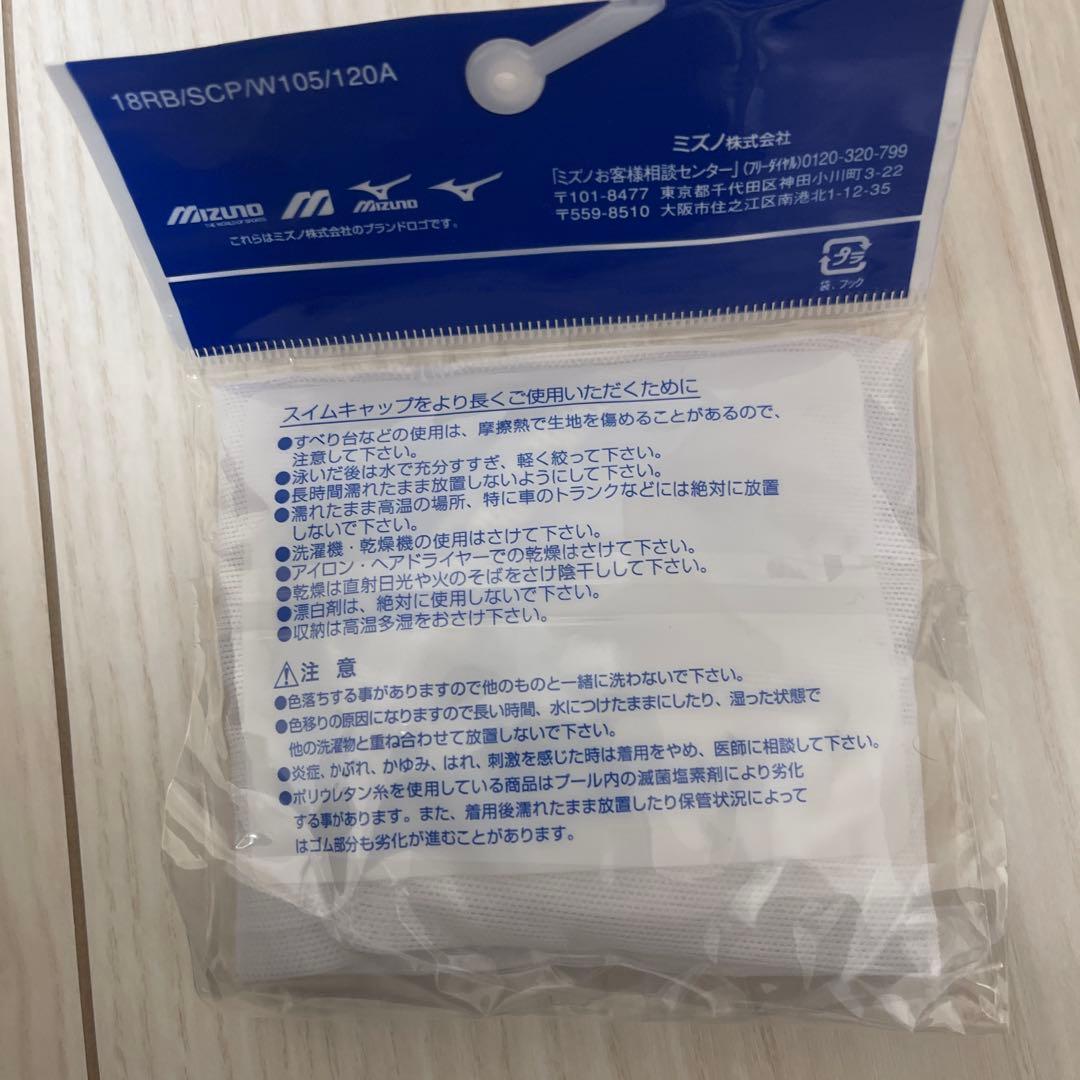 18RB/SCP/W105/120A
ミズノ株式会社
「ミズノお客様相談センター」(フリーダイヤル)0120-320-799
〒101-8477 東京都千代田区神田小川町3-22
〒559-8510 大阪市住之江区南港北1-12-35
MIZUNO
THE WORLD OF SPORTS
MIZUNO
これらはミズノ株式会社のブランドロゴです。
プラ
袋、フック
スイムキャップをより長くご使用いただくために
●すべり台などの使用は、摩擦熱で生地を傷めることがあるので、
注意して下さい。
●泳いだ後は水で充分すすぎ、軽く絞って下さい。
●長時間濡れたまま放置しないようにして下さい。
●濡れたまま高温の場所、特に車のトランクなどには絶対に放置
しないで下さい。
●洗濯機・乾燥機の使用はさけて下さい。
●アイロン・ヘアドライヤーでの乾燥はさけて下さい。
●乾燥は直射日光や火のそばをさけ陰干しして下さい。
●漂白剤は、絶対に使用しないで下さい。
●収納は高温多湿をおさけ下さい。
⚠注 意
●色落ちする事がありますので他のものと一緒に洗わないで下さい。
●色移りの原因になりますので長い時間、水につけたままにしたり、湿った状態で
他の洗濯物と重ね合わせて放置しないで下さい。
●炎症、かぶれ、かゆみ、はれ、刺激を感じた時は着用をやめ、医師に相談して下さい。
●ポリウレタン糸を使用している商品はプール内の滅菌塩素剤により劣化
する事があります。また、着用後濡れたまま放置したり保管状況によって
はゴム部分も劣化が進むことがあります。